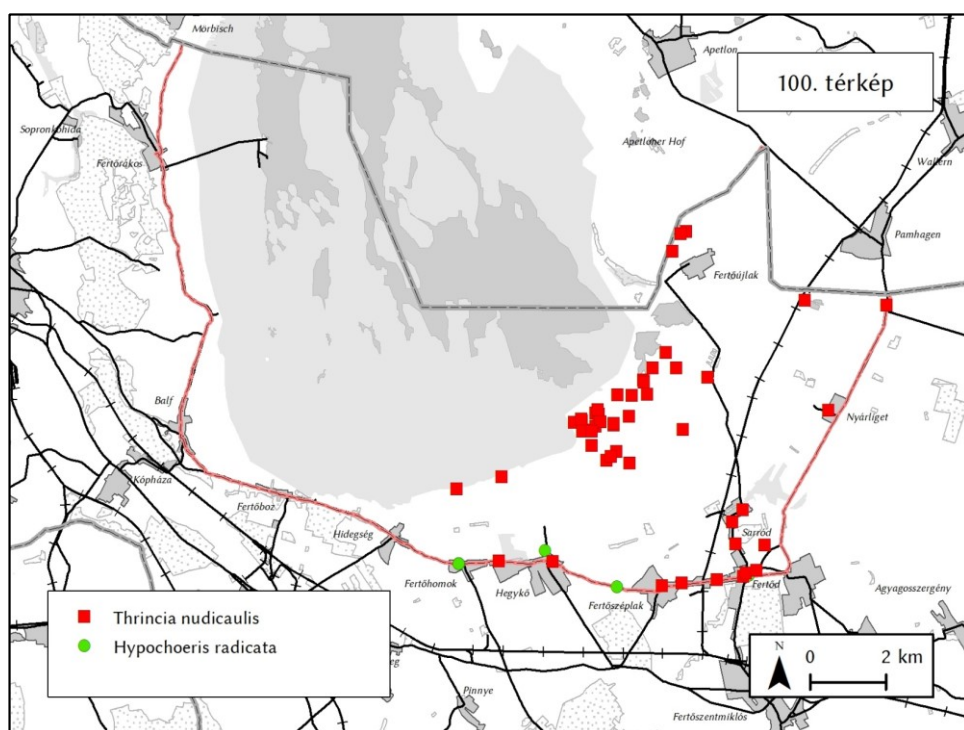 Mörbisch
Apetlon
100. térkép
Sopronkőhida
Fertőrákos
Apetloner Hof
Wallern
Pamhagen
Fertőújlak
Balf
Nyárliget
Kópháza
Fertőboz
Hidegség
Sarród
Fertőhomok
Hegykő
Fertőszéplak
Fertőd
Agyagosszergény
Thrincia nudicaulis
Hypochoeris radicata
N
0 2 km
Pinnye
Fertőszentmiklós